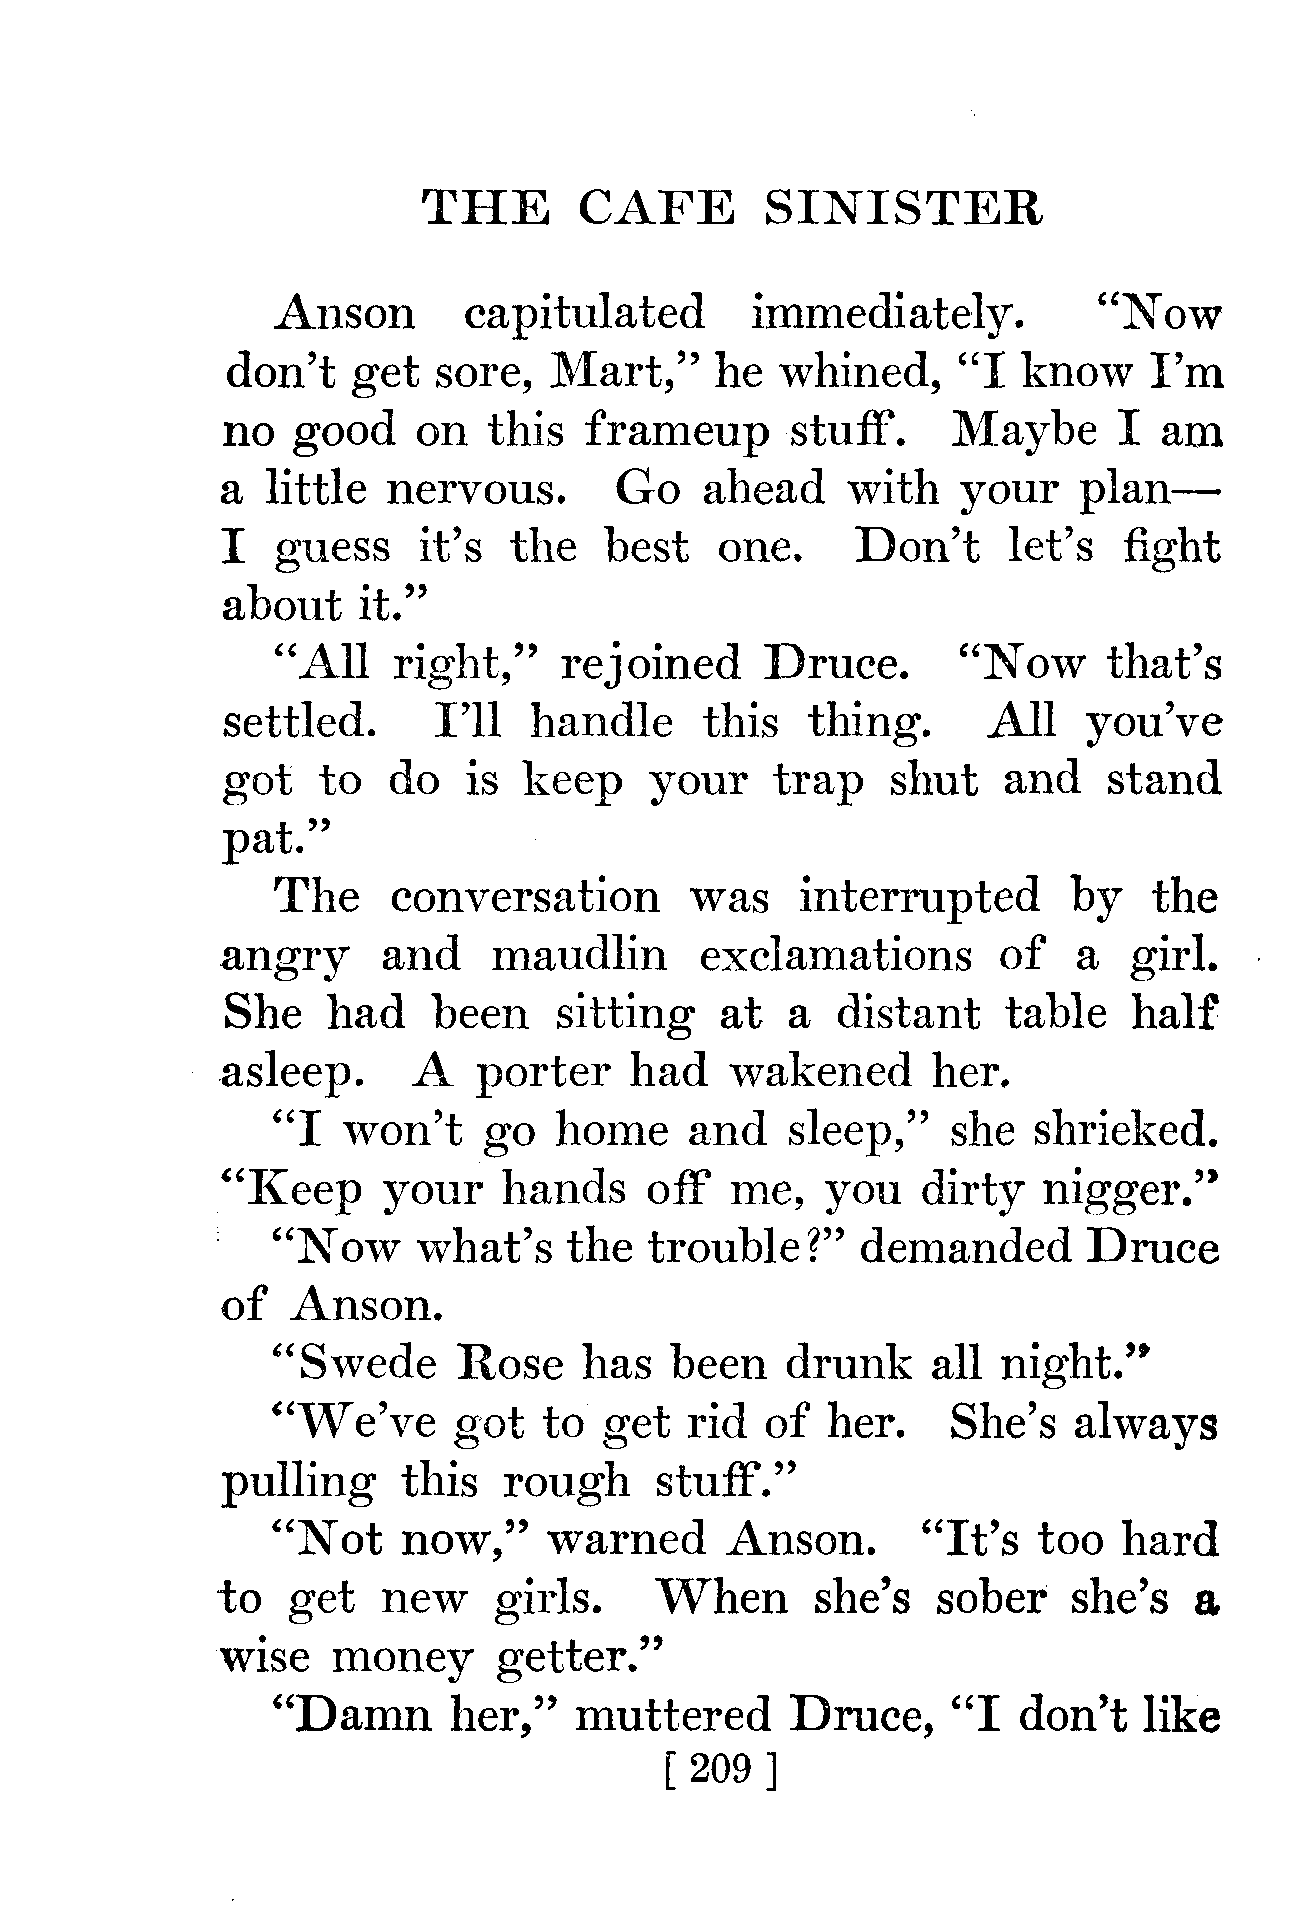 THE CAFE SINISTER
Anson capitulated immediately. “Now
don’t get sore, Mart,” he whined, “I know I’m
no good on this frameup stuff. Maybe I am
a little nervous. Go ahead with your plan—
I guess it’s the best one. Don’t let’s fight
about it.”
“All right,” rejoined Druce. “Now that’s
settled. I’ll handle this thing. All you’ve
got to do is keep your trap shut and stand
pat.”
The conversation was interrupted by the
angry and maudlin exclamations of a girl.
She had been sitting at a distant table half
asleep. A porter had wakened her.
“I won’t go home and sleep,” she shrieked.
“Keep your hands off me, you dirty nigger.”
“Now what’s the trouble?” demanded Druce
of Anson.
“Swede Rose has been drunk all night.”
“We’ve got to get rid of her. She’s always
pulling this rough stuff.”
“Not now,” warned Anson. “It’s too hard
to get new girls. When she’s sober she’s a
wise money getter.”
“Damn her,” muttered Druce, “I don’t like
[ 209 ]